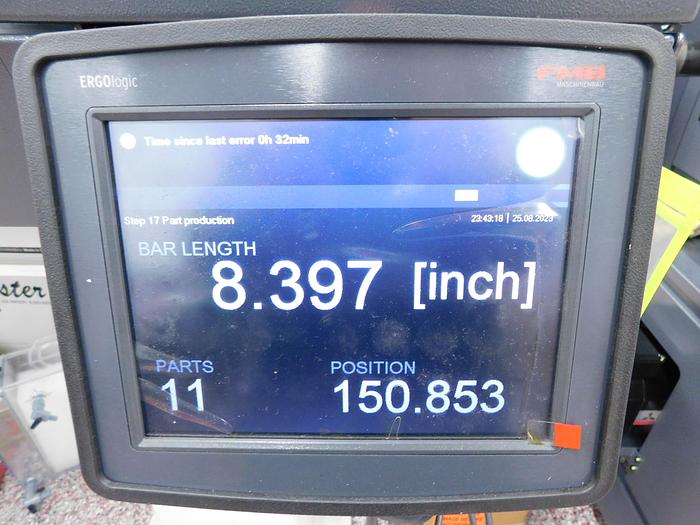 ERGOlogic
FMB
MASCHINENBAU
Time since last error 0h 32min
Step 17 Part production
23:43:18 | 25.08.2023
BAR LENGTH
8.397 [inch]
PARTS
POSITION
11
150.853
ster